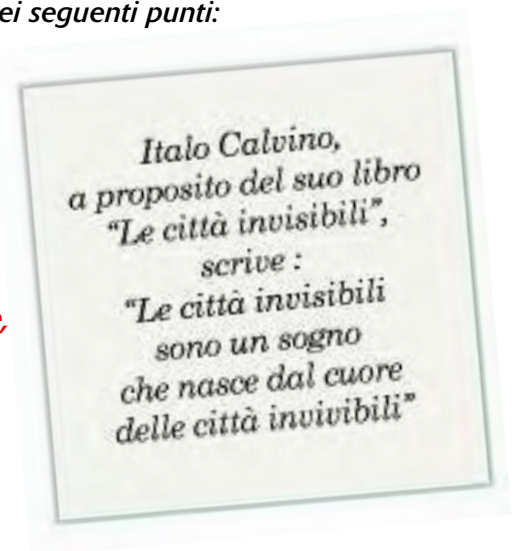 ei seguenti punti:
Italo Calvino,
a proposito del suo libro
“Le città invisibili”,
scrive :
“Le città invisibili
sono un sogno
che nasce dal cuore
delle città invivibili”